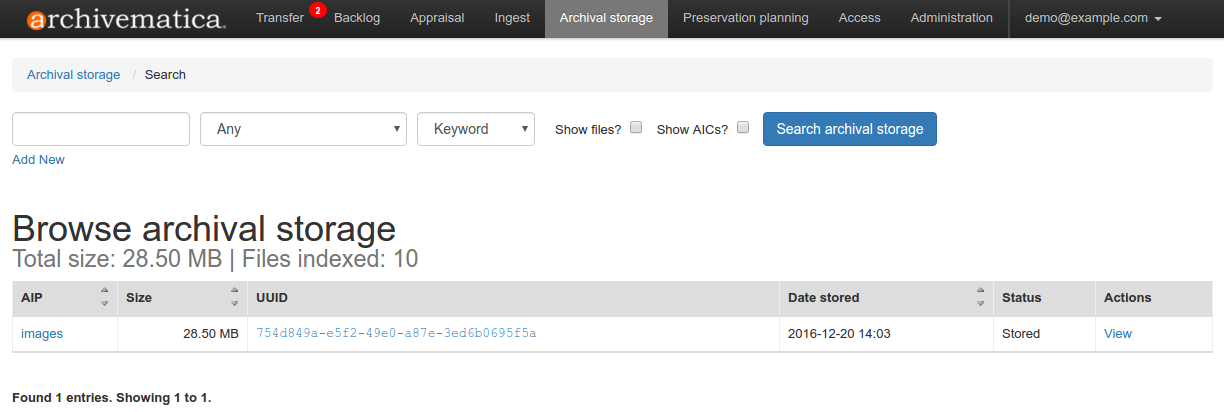 archivematica Transfer 2 Backlog Appraisal Ingest Archival storage Preservation planning Access Administration demo@example.com
Archival storage / Search
Any Keyword Show files? Show AICs? Search archival storage
Add New
Browse archival storage
Total size: 28.50 MB | Files indexed: 10
AIP Size UUID Date stored Status Actions
images 28.50 MB 754d849a-e5f2-49e0-a87e-3ed6b0695f5a 2016-12-20 14:03 Stored View
Found 1 entries. Showing 1 to 1.